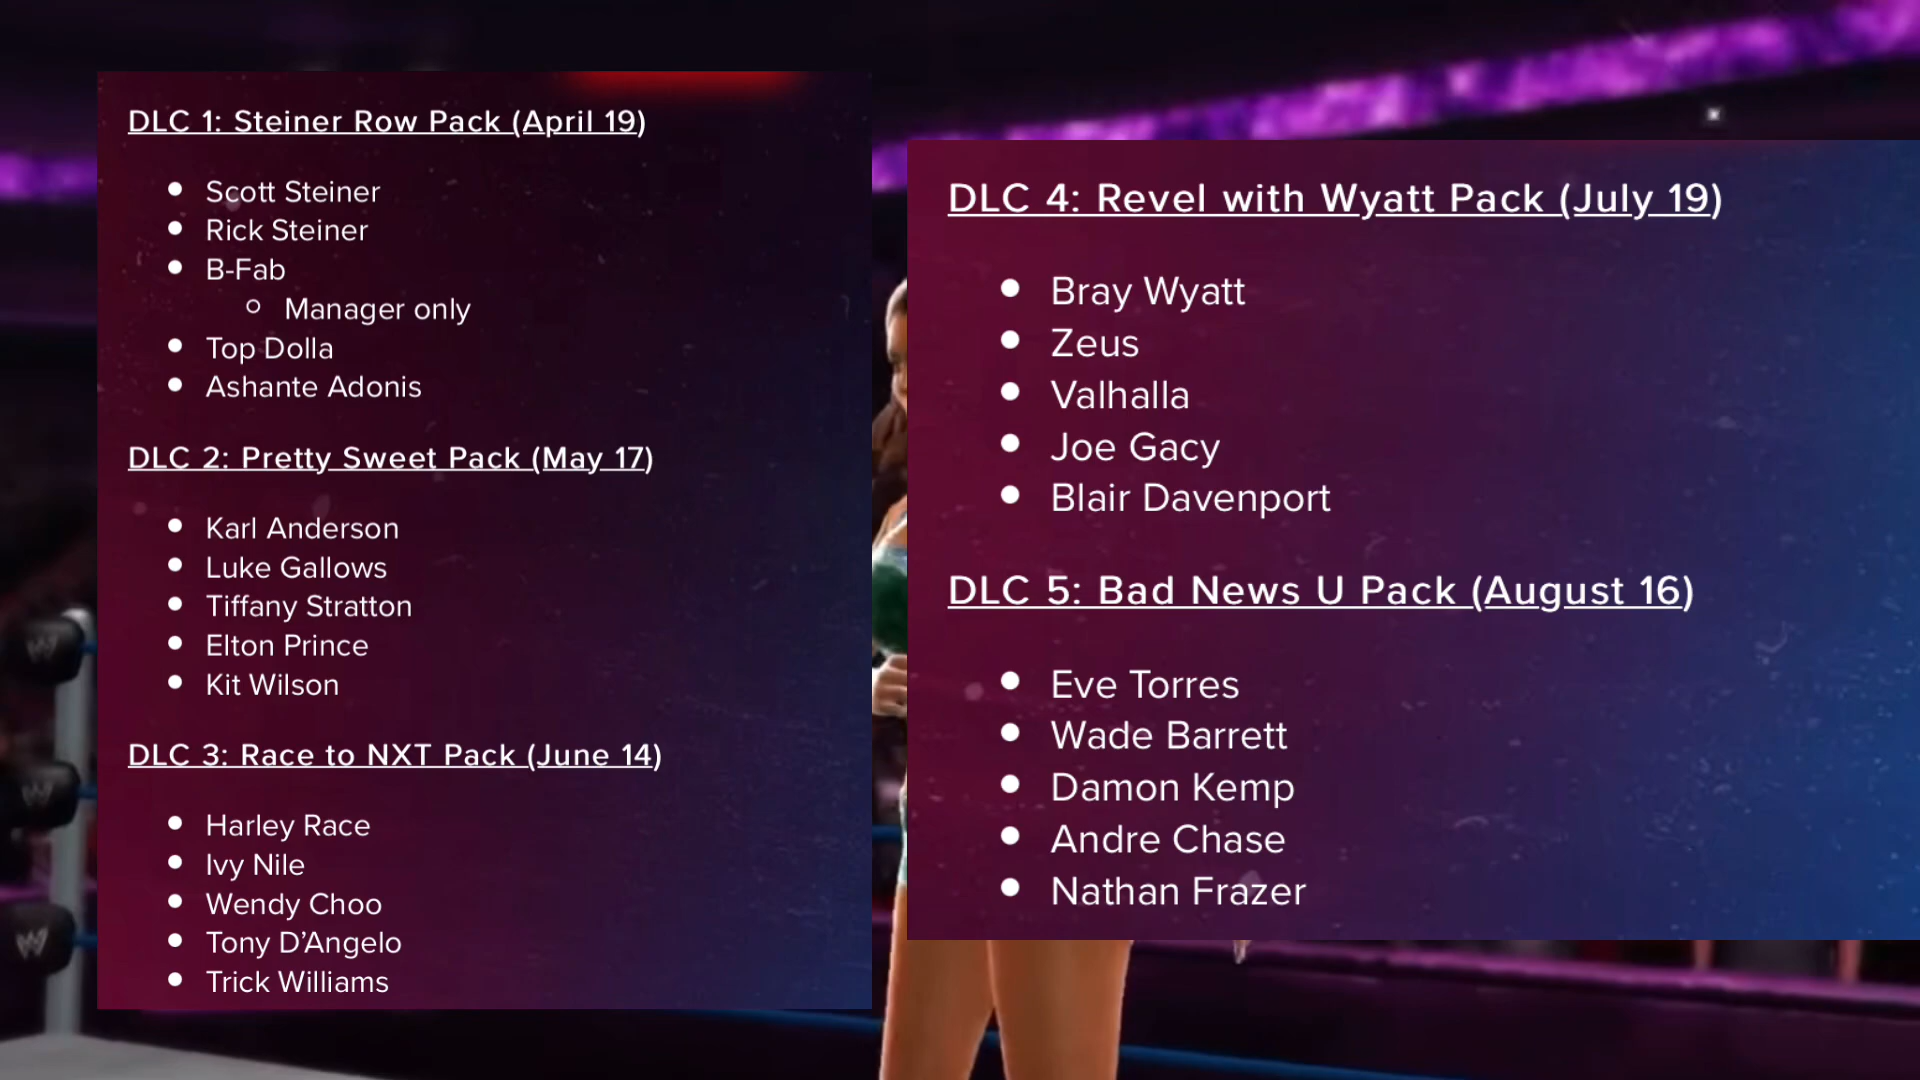 DLC 1: Steiner Row Pack (April 19)
Scott Steiner
Rick Steiner
B-Fab
Manager only
Top Dolla
Ashante Adonis
DLC 2: Pretty Sweet Pack (May 17)
Karl Anderson
Luke Gallows
Tiffany Stratton
Elton Prince
Kit Wilson
DLC 3: Race to NXT Pack (June 14)
Harley Race
Ivy Nile
Wendy Choo
Tony D’Angelo
Trick Williams
DLC 4: Revel with Wyatt Pack (July 19)
Bray Wyatt
Zeus
Valhalla
Joe Gacy
Blair Davenport
DLC 5: Bad News U Pack (August 16)
Eve Torres
Wade Barrett
Damon Kemp
Andre Chase
Nathan Frazer